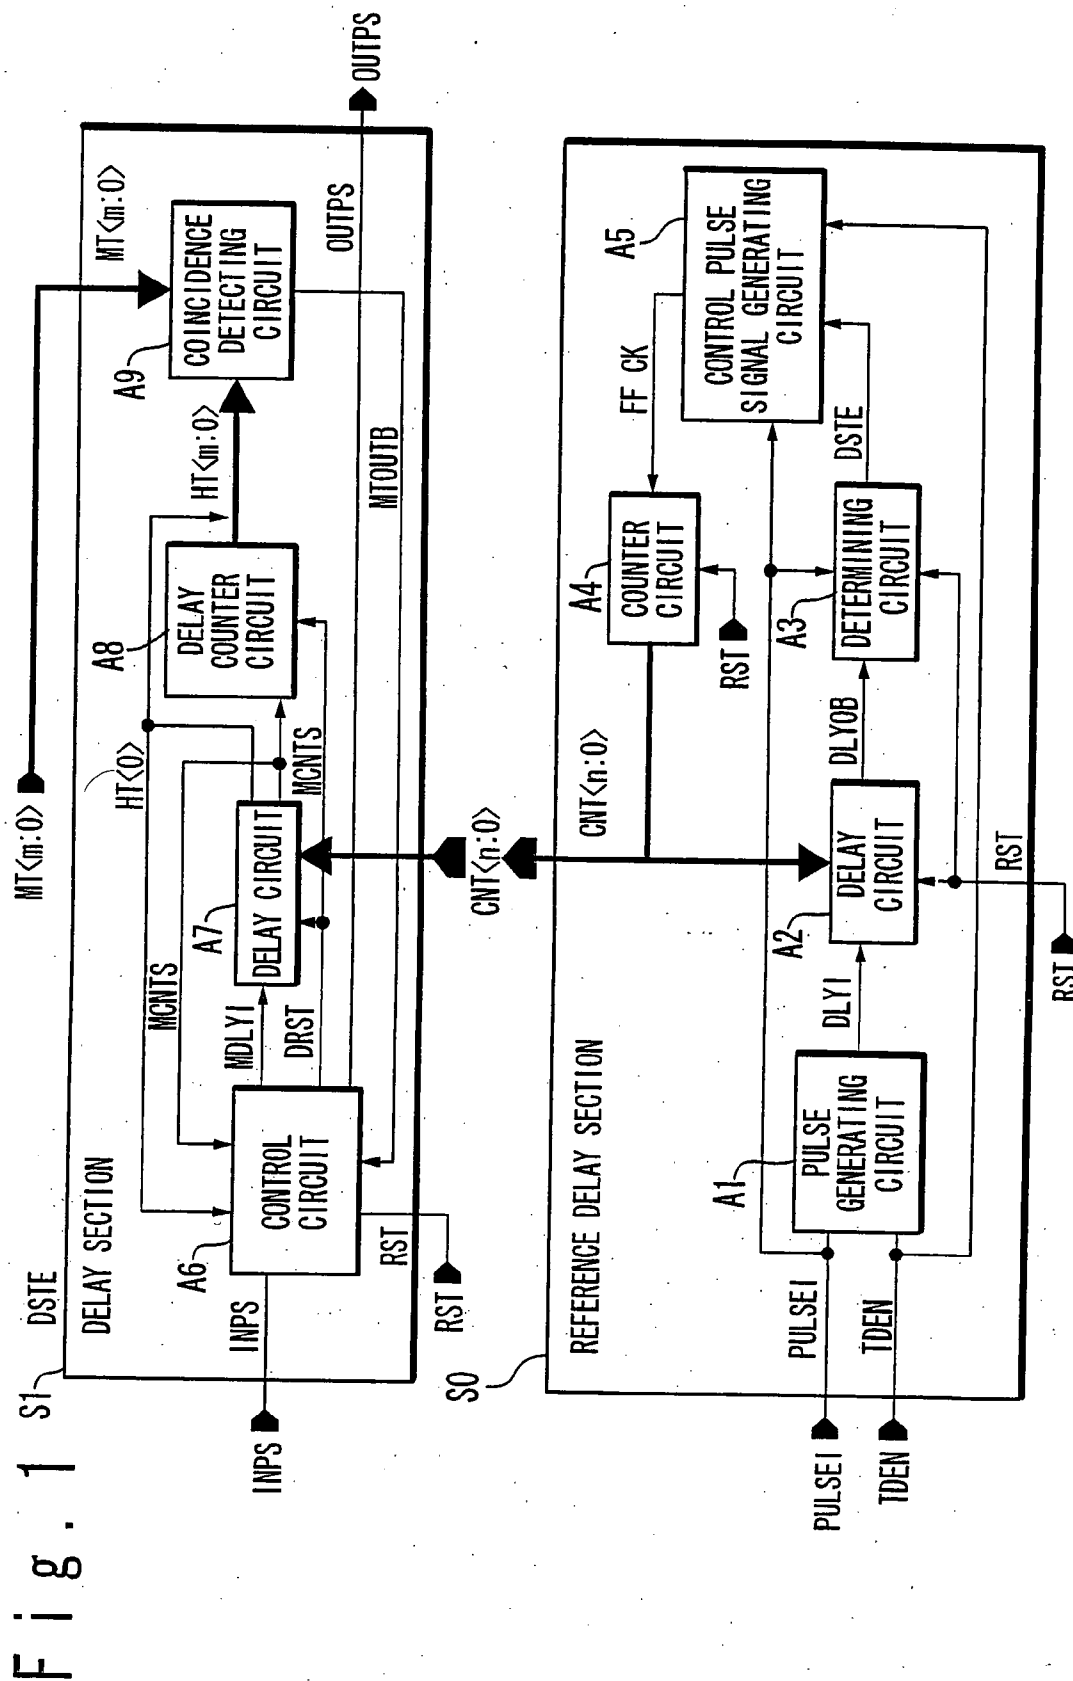 Fig. 1
S1
DSTE
DELAY SECTION
MT<m:0>
MT<m:0>
HT<0>
A6
CONTROL
CIRCUIT
INPS
INPS
RST
RST
MCNTS
MDLYI
DRST
A7
DELAY CIRCUIT
MCNTS
A8
DELAY
COUNTER
CIRCUIT
HT<m:0>
A9
COINCIDENCE
DETECTING
CIRCUIT
MTOUTB
OUTPS
OUTPS
CNT<n:0>
S0
REFERENCE DELAY SECTION
PULSEI
PULSEI
TDEN
TDEN
A1
PULSE
GENERATING
CIRCUIT
DLYI
A2
DELAY
CIRCUIT
CNT<n:0>
DLYOB
RST
RST
A3
DETERMINING
CIRCUIT
DSTE
A4
COUNTER
CIRCUIT
RST
FF CK
A5
CONTROL PULSE
SIGNAL GENERATING
CIRCUIT